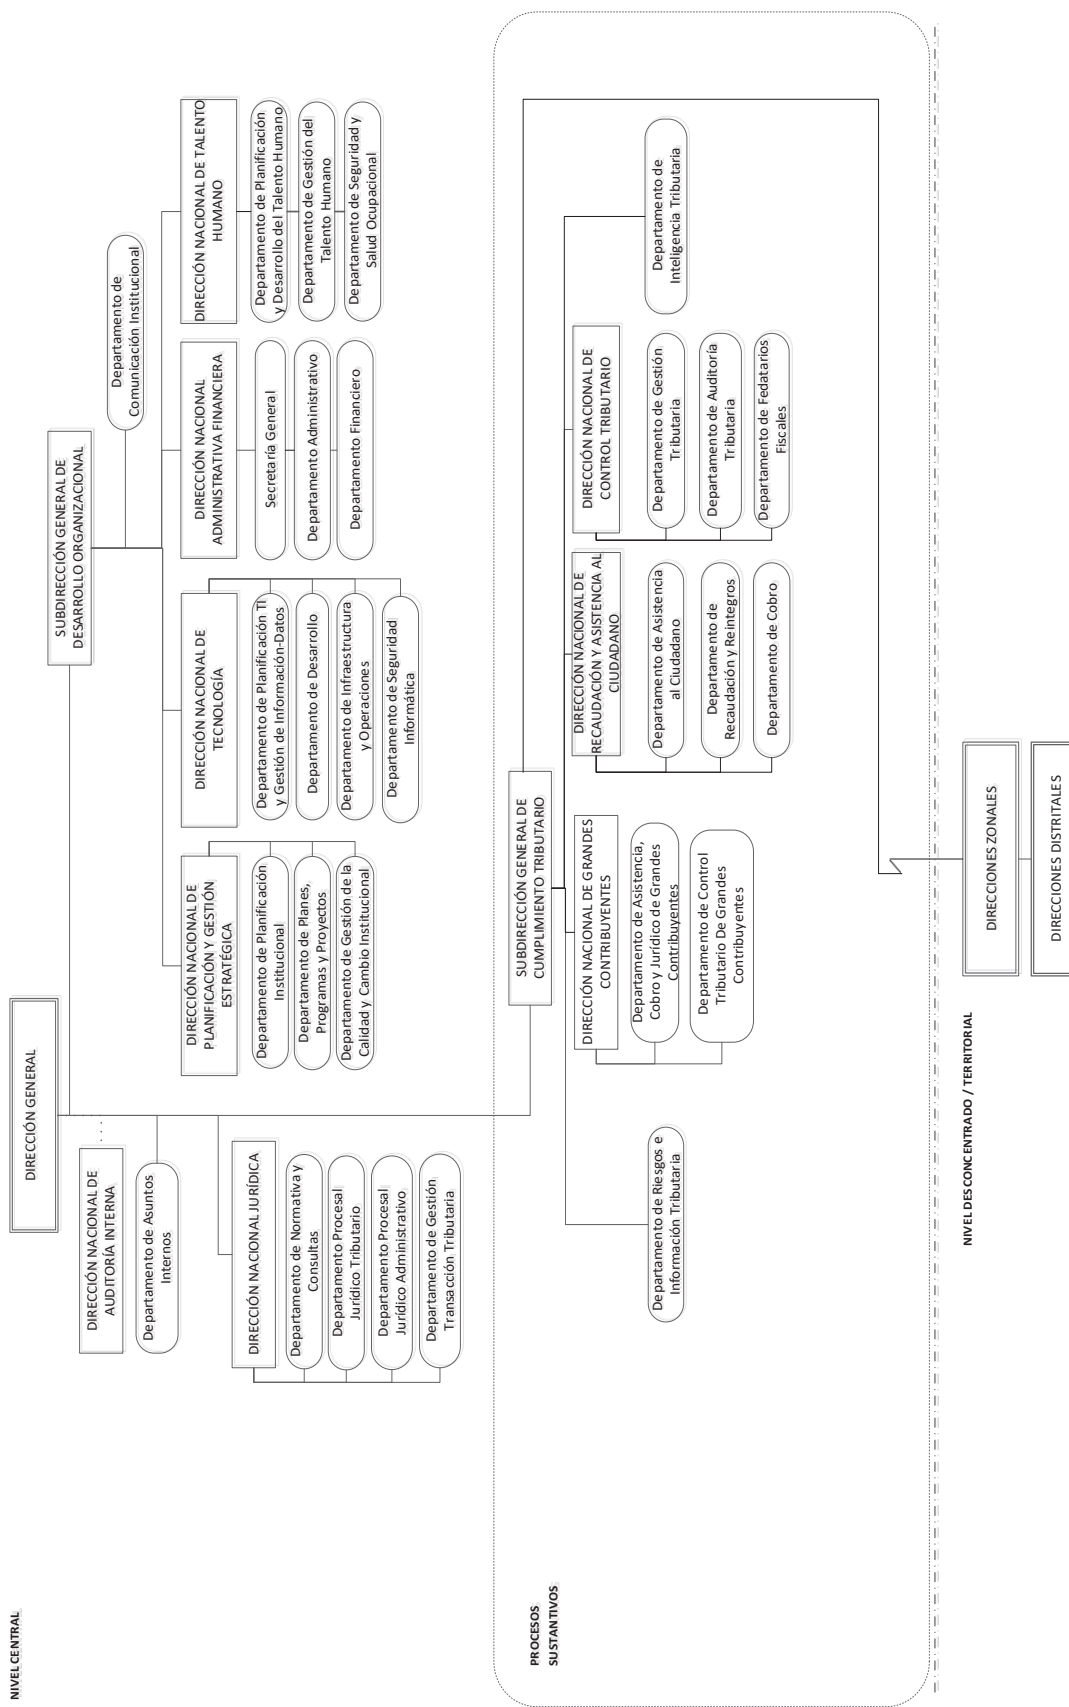 NIVEL CENTRAL
DIRECCIÓN GENERAL
DIRECCIÓN NACIONAL DE
AUDITORÍA INTERNA
Departamento de Asuntos
Internos
DIRECCIÓN NACIONAL JURÍDICA
Departamento de Normativa y
Consultas
Departamento Procesal
Jurídico Tributario
Departamento Procesal
Jurídico Administrativo
Departamento de Gestión
Transacción Tributaria
SUBDIRECCIÓN GENERAL DE
DESARROLLO ORGANIZACIONAL
Departamento de
Comunicación Institucional
DIRECCIÓN NACIONAL DE
PLANIFICACIÓN Y GESTIÓN
ESTRATÉGICA
Departamento de Planificación
Institucional
Departamento de Planes,
Programas y Proyectos
Departamento de Gestión de la
Calidad y Cambio Institucional
DIRECCIÓN NACIONAL DE
TECNOLOGÍA
Departamento de Planificación TI
y Gestión de Información-Datos
Departamento de Desarrollo
Departamento de Infraestructura
y Operaciones
Departamento de Seguridad
Informática
DIRECCIÓN NACIONAL
ADMINISTRATIVA FINANCIERA
Secretaría General
Departamento Administrativo
Departamento Financiero
DIRECCIÓN NACIONAL DE TALENTO
HUMANO
Departamento de Planificación
y Desarrollo del Talento Humano
Departamento de Gestión del
Talento Humano
Departamento de Seguridad y
Salud Ocupacional
PROCESOS
SUSTANTIVOS
SUBDIRECCIÓN GENERAL DE
CUMPLIMIENTO TRIBUTARIO
Departamento de Riesgos e
Información Tributaria
DIRECCIÓN NACIONAL DE GRANDES
CONTRIBUYENTES
Departamento de Asistencia,
Cobro y Jurídico de Grandes
Contribuyentes
Departamento de Control
Tributario De Grandes
Contribuyentes
DIRECCIÓN NACIONAL DE
RECAUDACIÓN Y ASISTENCIA AL
CIUDADANO
Departamento de Asistencia
al Ciudadano
Departamento de
Recaudación y Reintegros
Departamento de Cobro
DIRECCIÓN NACIONAL DE
CONTROL TRIBUTARIO
Departamento de Gestión
Tributaria
Departamento de Auditoría
Tributaria
Departamento de Fedatarios
Fiscales
Departamento de
Inteligencia Tributaria
NIVEL DESCONCENTRADO / TERRITORIAL
DIRECCIONES ZONALES
DIRECCIONES DISTRITALES